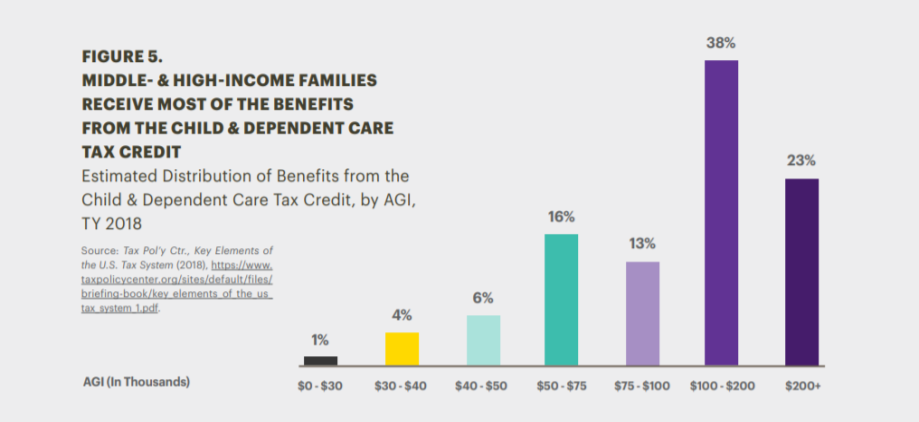 FIGURE 5.
MIDDLE- & HIGH-INCOME FAMILIES
RECEIVE MOST OF THE BENEFITS
FROM THE CHILD & DEPENDENT CARE
TAX CREDIT
Estimated Distribution of Benefits from the
Child & Dependent Care Tax Credit, by AGI,
TY 2018
Source: Tax Pol'y Ctr., Key Elements of
the U.S. Tax System (2018), https://www.
taxpolicycenter.org/sites/default/files/
briefing-book/key_elements_of_the_us_
tax_system_1.pdf.
1%
4%
6%
16%
13%
38%
23%
AGI (In Thousands)
$0 - $30
$30 - $40
$40 - $50
$50 - $75
$75 - $100
$100 - $200
$200+